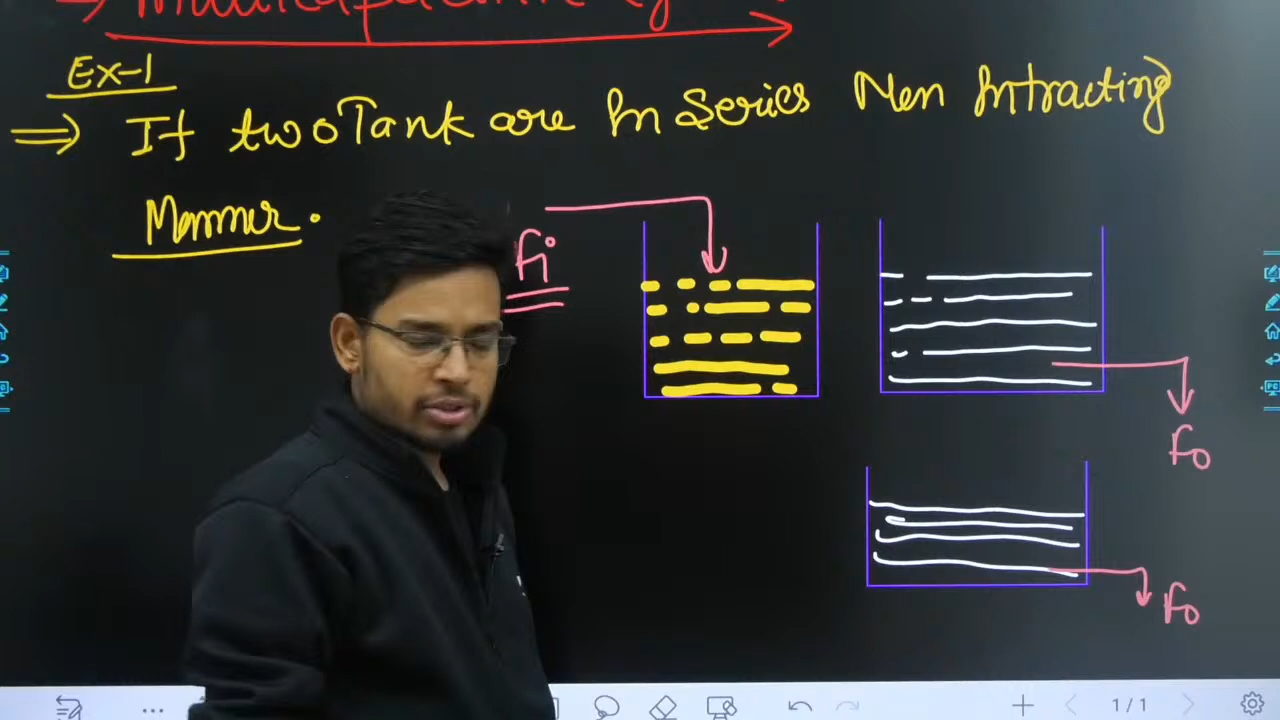 Ex-1
⇒ If two Tank are In Series Non Intracting
Manner.
Fi
Fo
Fo
1/1